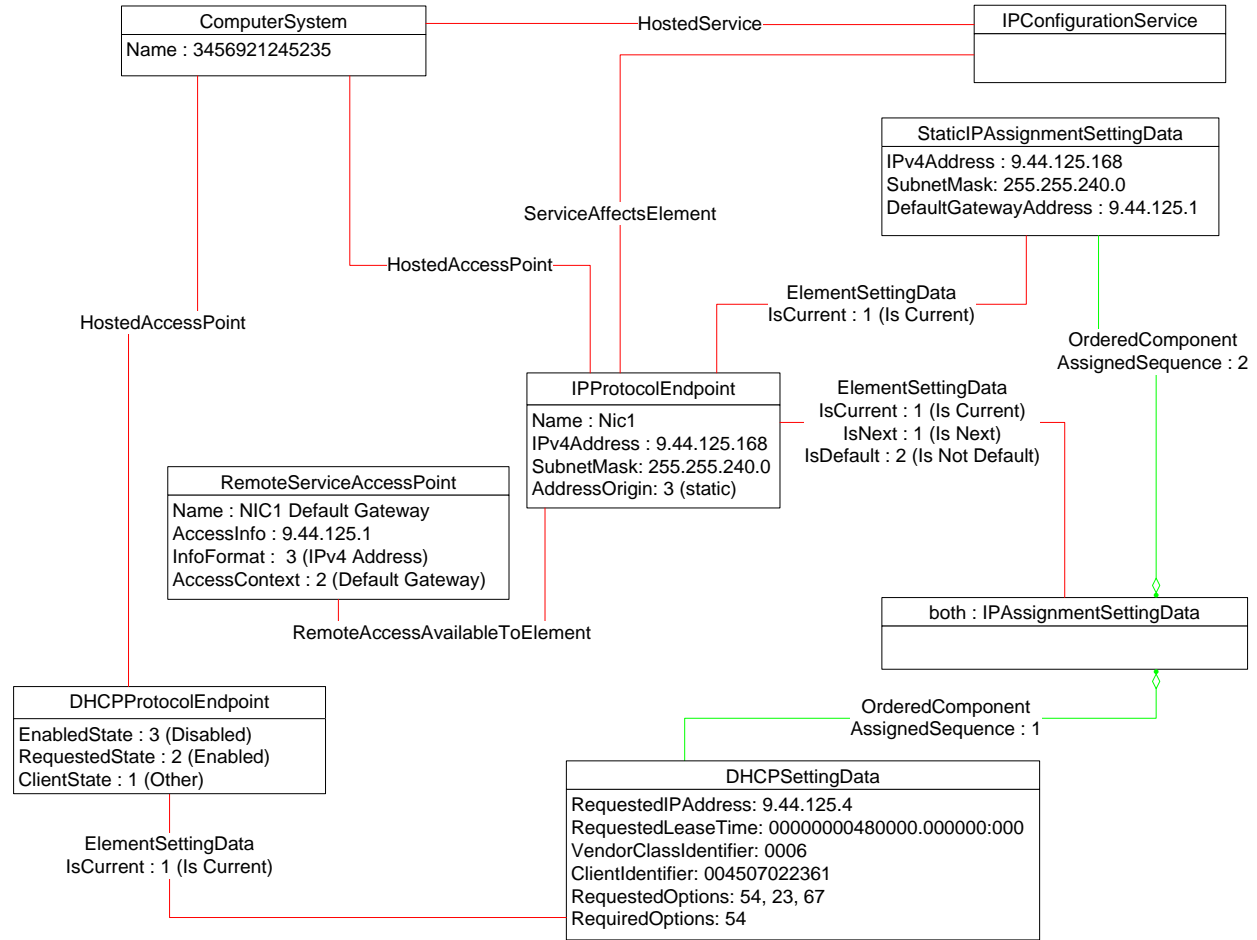 ComputerSystem
Name : 3456921245235
HostedService
IPConfigurationService
StaticIPAssignmentSettingData
IPv4Address : 9.44.125.168
SubnetMask: 255.255.240.0
DefaultGatewayAddress : 9.44.125.1
ServiceAffectsElement
HostedAccessPoint
ElementSettingData
IsCurrent : 1 (Is Current)
HostedAccessPoint
OrderedComponent
AssignedSequence : 2
IPProtocolEndpoint
Name : Nic1
IPv4Address : 9.44.125.168
SubnetMask: 255.255.240.0
AddressOrigin: 3 (static)
ElementSettingData
IsCurrent : 1 (Is Current)
IsNext : 1 (Is Next)
IsDefault : 2 (Is Not Default)
RemoteServiceAccessPoint
Name : NIC1 Default Gateway
AccessInfo : 9.44.125.1
InfoFormat :  3 (IPv4 Address)
AccessContext : 2 (Default Gateway)
RemoteAccessAvailableToElement
both : IPAssignmentSettingData
DHCPProtocolEndpoint
EnabledState : 3 (Disabled)
RequestedState : 2 (Enabled)
ClientState : 1 (Other)
OrderedComponent
AssignedSequence : 1
DHCPSettingData
RequestedIPAddress: 9.44.125.4
RequestedLeaseTime: 00000000480000.000000:000
VendorClassIdentifier: 0006
ClientIdentifier: 004507022361
RequestedOptions: 54, 23, 67
RequiredOptions: 54
ElementSettingData
IsCurrent : 1 (Is Current)